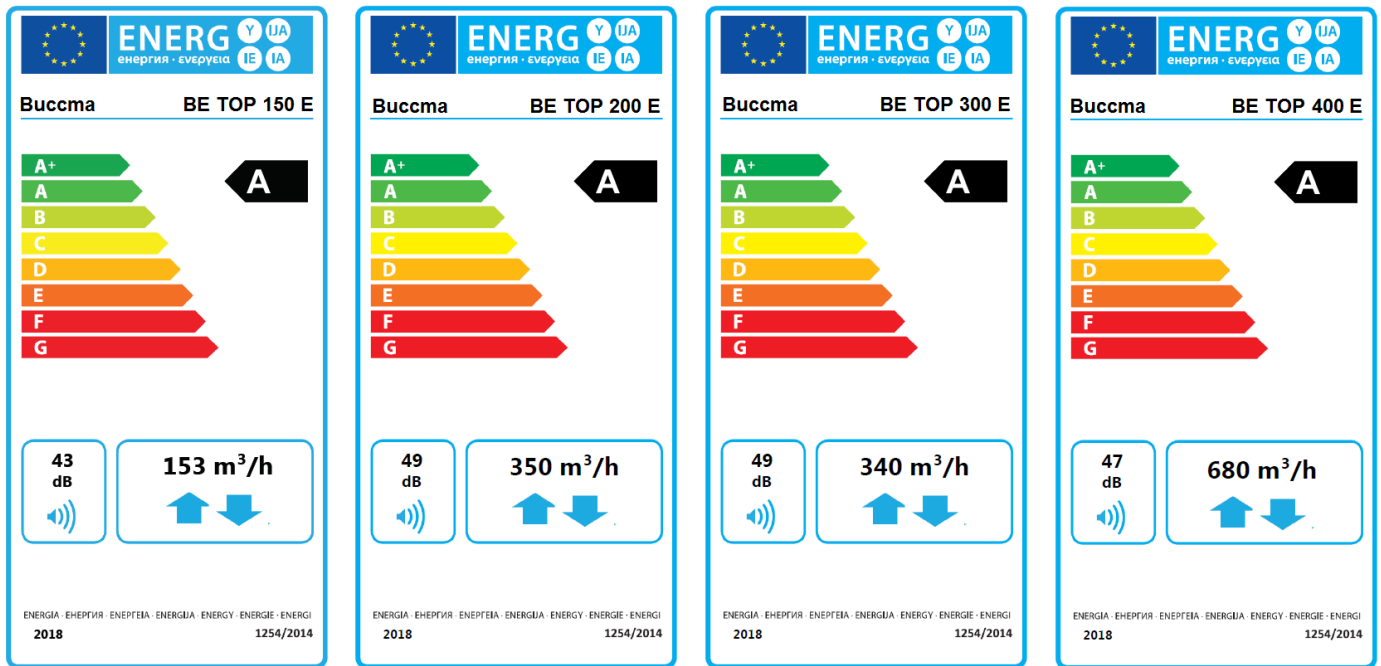 ENERG Y IJA
енергия · ενεργεια IE IA
Buccma BE TOP 150 E
A+
A
A
B
C
D
E
F
G
43
dB
153 m³/h
ENERGIA · ЕНЕРГИЯ · ΕΝΕΡΓΕΙΑ · ENERGIJA · ENERGY · ENERGIE · ENERGI
2018 1254/2014
ENERG Y IJA
енергия · ενεργεια IE IA
Buccma BE TOP 200 E
A+
A
A
B
C
D
E
F
G
49
dB
350 m³/h
ENERGIA · ЕНЕРГИЯ · ΕΝΕΡΓΕΙΑ · ENERGIJA · ENERGY · ENERGIE · ENERGI
2018 1254/2014
ENERG Y IJA
енергия · ενεργεια IE IA
Buccma BE TOP 300 E
A+
A
A
B
C
D
E
F
G
49
dB
340 m³/h
ENERGIA · ЕНЕРГИЯ · ΕΝΕΡΓΕΙΑ · ENERGIJA · ENERGY · ENERGIE · ENERGI
2018 1254/2014
ENERG Y IJA
енергия · ενεργεια IE IA
Buccma BE TOP 400 E
A+
A
A
B
C
D
E
F
G
47
dB
680 m³/h
ENERGIA · ЕНЕРГИЯ · ΕΝΕΡΓΕΙΑ · ENERGIJA · ENERGY · ENERGIE · ENERGI
2018 1254/2014